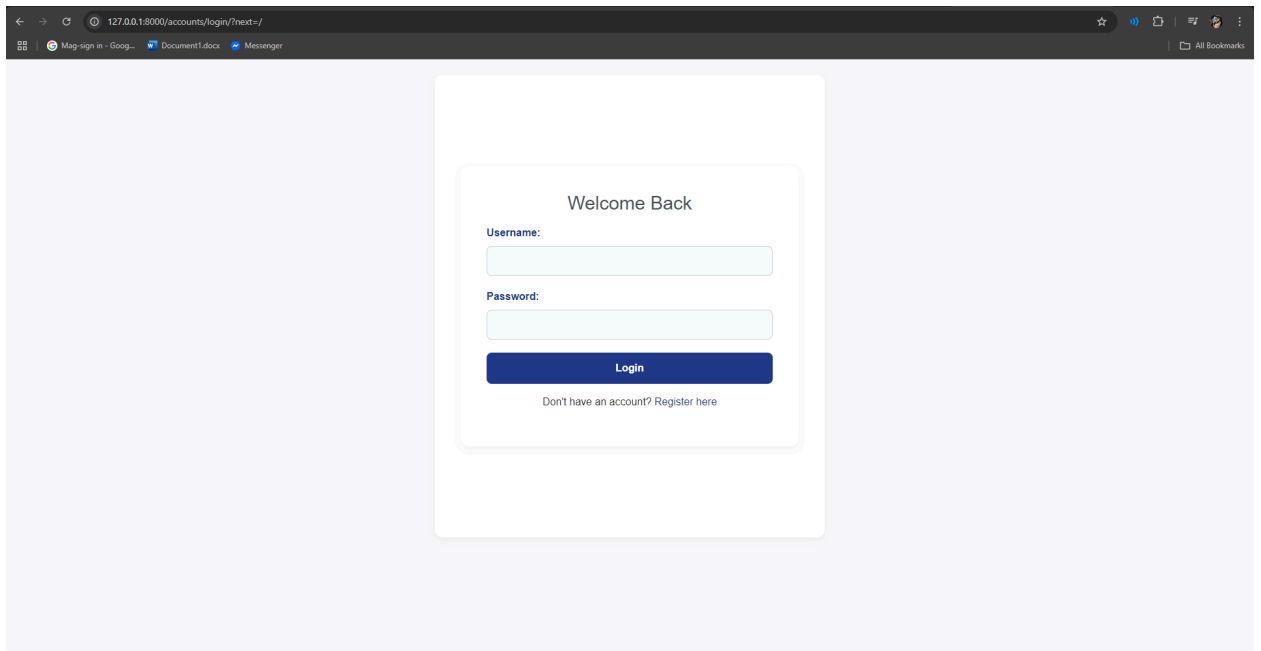 127.0.0.1:8000/accounts/login/?next=/
Mag-sign in - Goog... Document1.docx Messenger All Bookmarks
Welcome Back
Username:
Password:
Login
Don't have an account? Register here